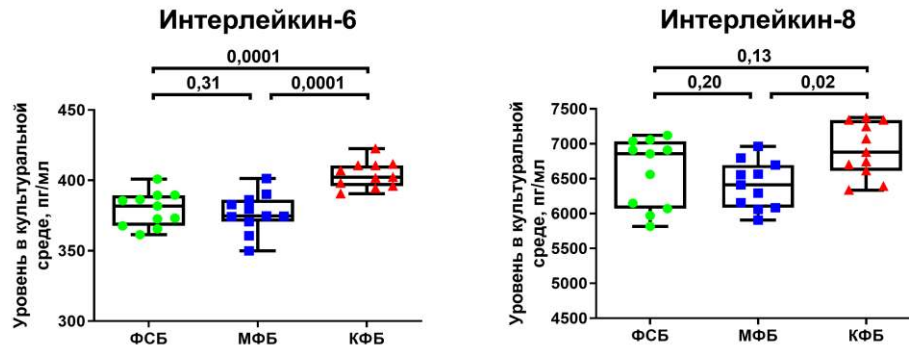 Интерлейкин-6
0,0001
0,31
0,0001
Уровень в культуральной
среде, пг/мл
450
400
350
300
ФСБ
МФБ
КФБ
Интерлейкин-8
0,13
0,20
0,02
Уровень в культуральной
среде, пг/мл
7500
7000
6500
6000
5500
5000
4500
ФСБ
МФБ
КФБ